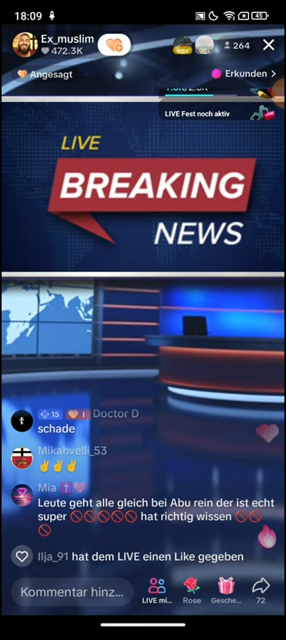 18:09
45
Ex_muslim
472.3K
264
Angesagt
Erkunden
LIVE Fest noch aktiv
LIVE
BREAKING
NEWS
15 Doctor D
schade
Mikahvelli_53
✌✌✌
Mia
Leute geht alle gleich bei Abu rein der ist echt
super 🚫🚫🚫🚫🚫 hat richtig wissen 🚫🚫
🚫
Ilja_91 hat dem LIVE einen Like gegeben
Kommentar hinz...
LIVE mi...
Rose
Gesche...
72